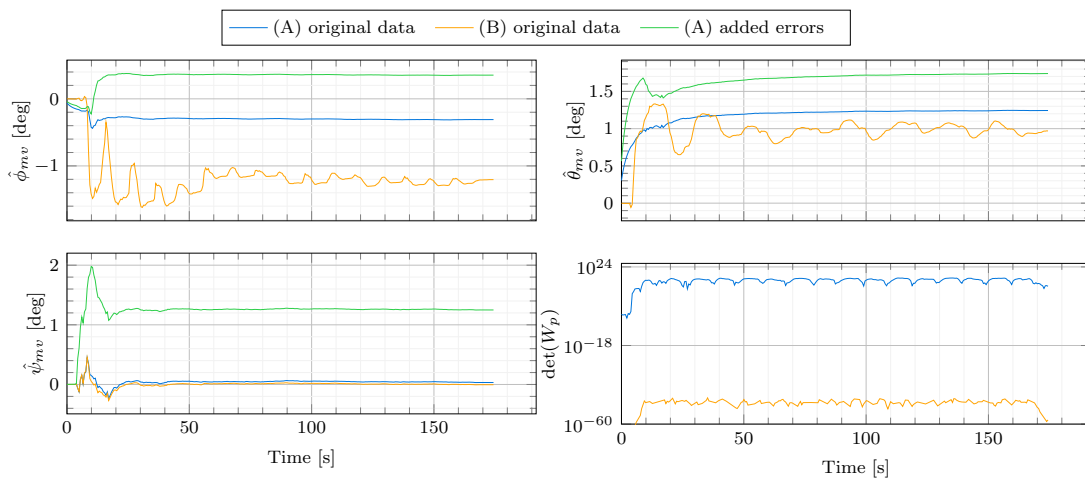 (A) original data (B) original data (A) added errors
0
−1
φ̂_mv [deg]
1.5
1
0.5
0
θ̂_mv [deg]
2
1
0
ψ̂_mv [deg]
0 50 100 150
Time [s]
10^24
10^−18
10^−60
det(W_p)
0 50 100 150
Time [s]